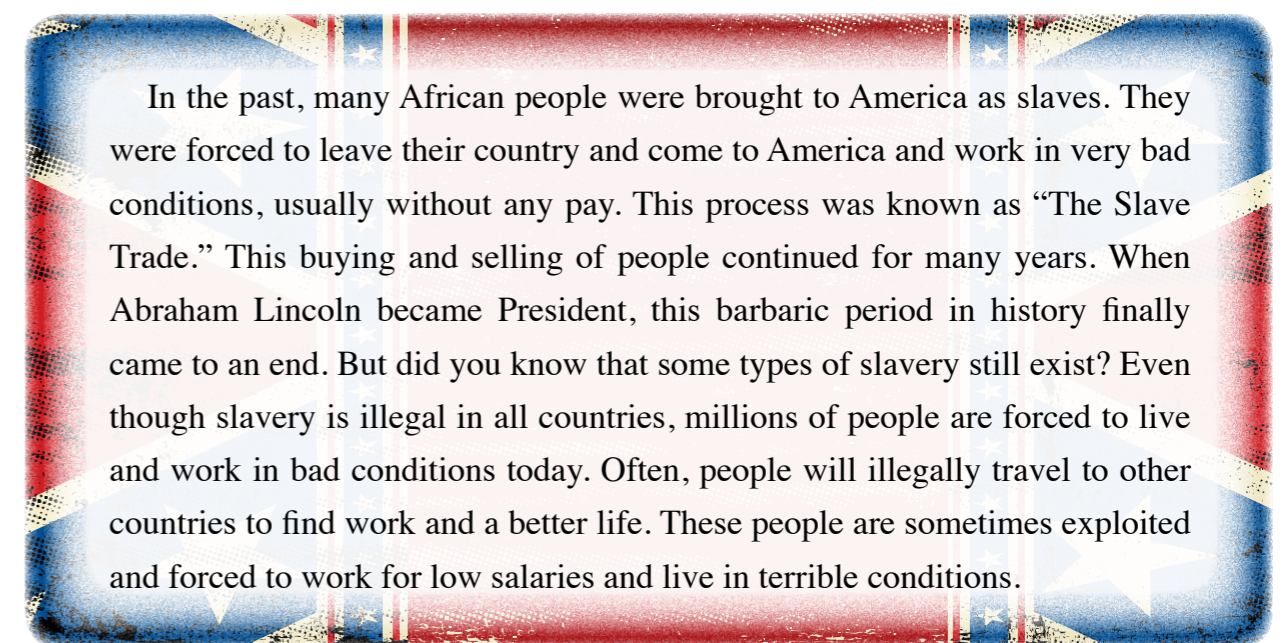 In the past, many African people were brought to America as slaves. They
were forced to leave their country and come to America and work in very bad
conditions, usually without any pay. This process was known as “The Slave
Trade.” This buying and selling of people continued for many years. When
Abraham Lincoln became President, this barbaric period in history finally
came to an end. But did you know that some types of slavery still exist? Even
though slavery is illegal in all countries, millions of people are forced to live
and work in bad conditions today. Often, people will illegally travel to other
countries to find work and a better life. These people are sometimes exploited
and forced to work for low salaries and live in terrible conditions.